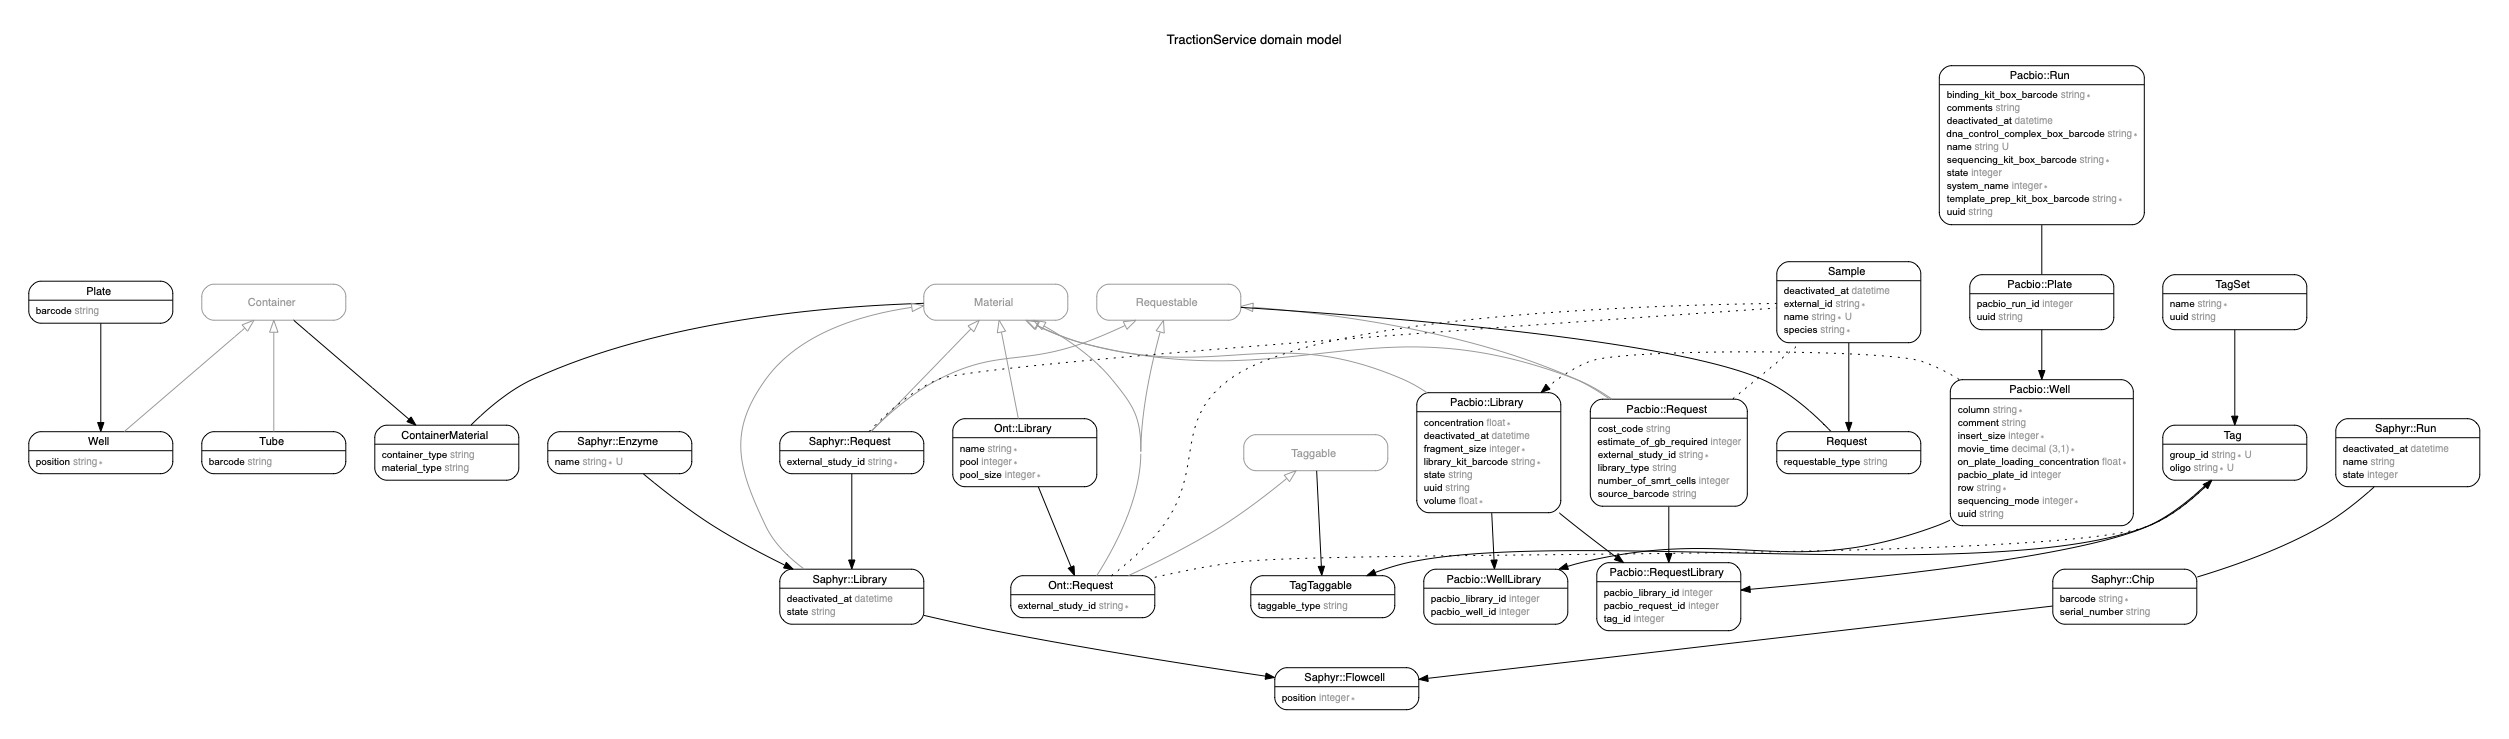 TractionService domain model
Pacbio::Run
binding_kit_box_barcode string *
comments string
deactivated_at datetime
dna_control_complex_box_barcode string *
name string U
sequencing_kit_box_barcode string *
state integer
system_name integer *
template_prep_kit_box_barcode string *
uuid string
Plate
barcode string
Container
Material
Requestable
Sample
deactivated_at datetime
external_id string *
name string * U
species string *
Pacbio::Plate
pacbio_run_id integer
uuid string
TagSet
name string *
uuid string
Well
position string *
Tube
barcode string
ContainerMaterial
container_type string
material_type string
Saphyr::Enzyme
name string * U
Saphyr::Request
external_study_id string *
Ont::Library
name string *
pool integer *
pool_size integer *
Taggable
Pacbio::Library
concentration float *
deactivated_at datetime
fragment_size integer *
library_kit_barcode string *
state string
uuid string
volume float *
Pacbio::Request
cost_code string
estimate_of_gb_required integer
external_study_id string *
library_type string
number_of_smrt_cells integer
source_barcode string
Request
requestable_type string
Pacbio::Well
column string *
comment string
insert_size integer *
movie_time decimal (3,1) *
on_plate_loading_concentration float *
pacbio_plate_id integer
row string *
sequencing_mode integer *
uuid string
Tag
group_id string * U
oligo string * U
Saphyr::Run
deactivated_at datetime
name string
state integer
Saphyr::Library
deactivated_at datetime
state string
Ont::Request
external_study_id string *
TagTaggable
taggable_type string
Pacbio::WellLibrary
pacbio_library_id integer
pacbio_well_id integer
Pacbio::RequestLibrary
pacbio_library_id integer
pacbio_request_id integer
tag_id integer
Saphyr::Chip
barcode string *
serial_number string
Saphyr::Flowcell
position integer *